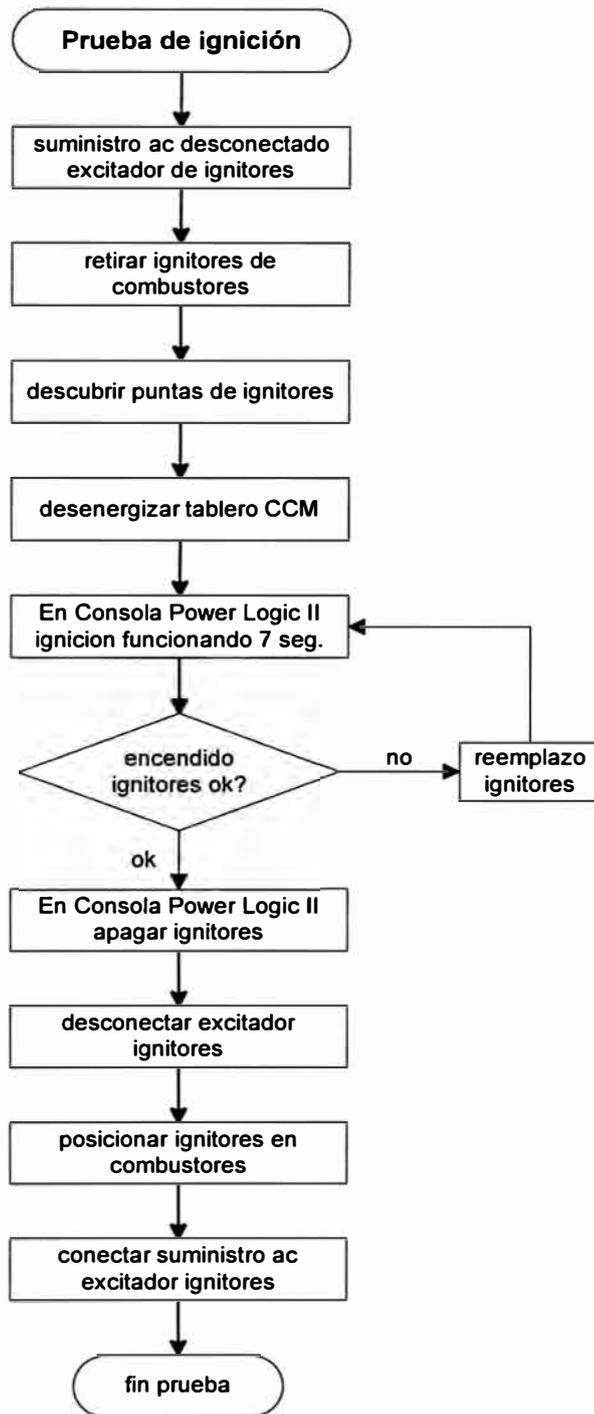 Prueba de ignición
suministro ac desconectado
excitador de ignitores
retirar ignitores de
combustores
descubrir puntas de ignitores
desenergizar tablero CCM
En Consola Power Logic II
ignicion funcionando 7 seg.
encendido
ignitores ok?
no
reemplazo
ignitores
ok
En Consola Power Logic II
apagar ignitores
desconectar excitador
ignitores
posicionar ignitores en
combustores
conectar suministro ac
excitador ignitores
fin prueba